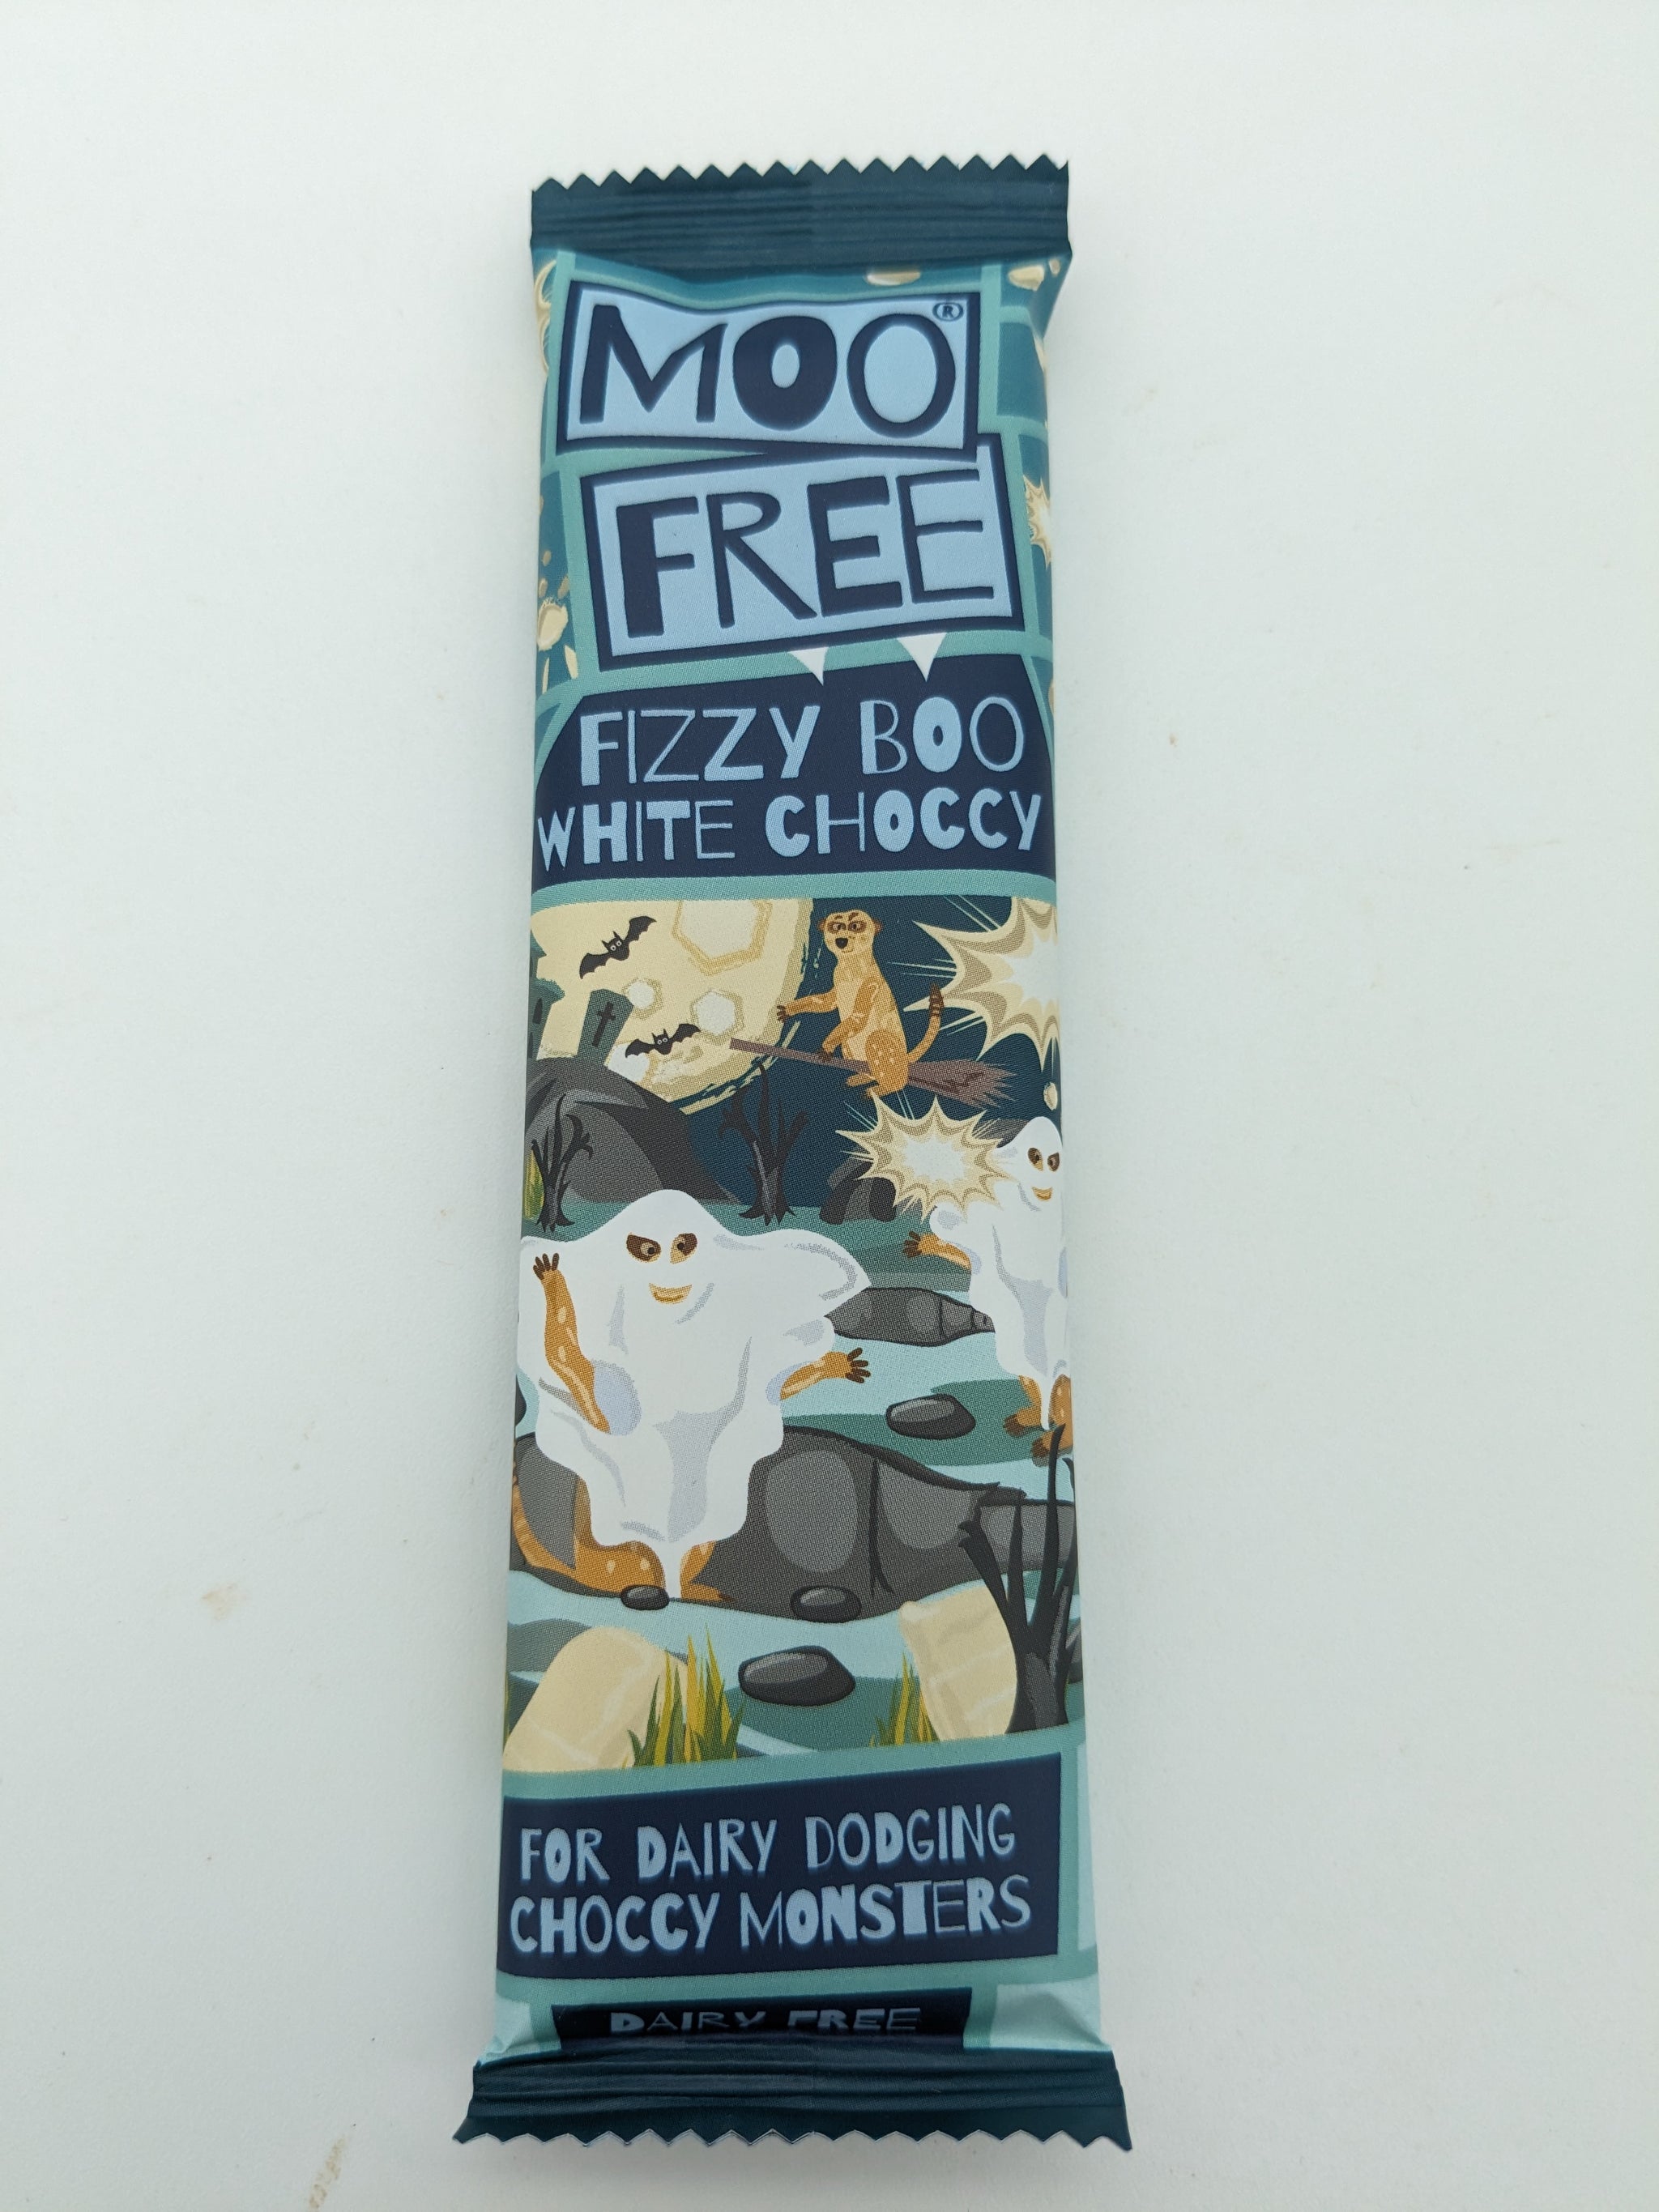 MOO®
FREE
FIZZY BOO
WHITE CHOCCY
FOR DAIRY DODGING
CHOCCY MONSTERS
DAIRY FREE